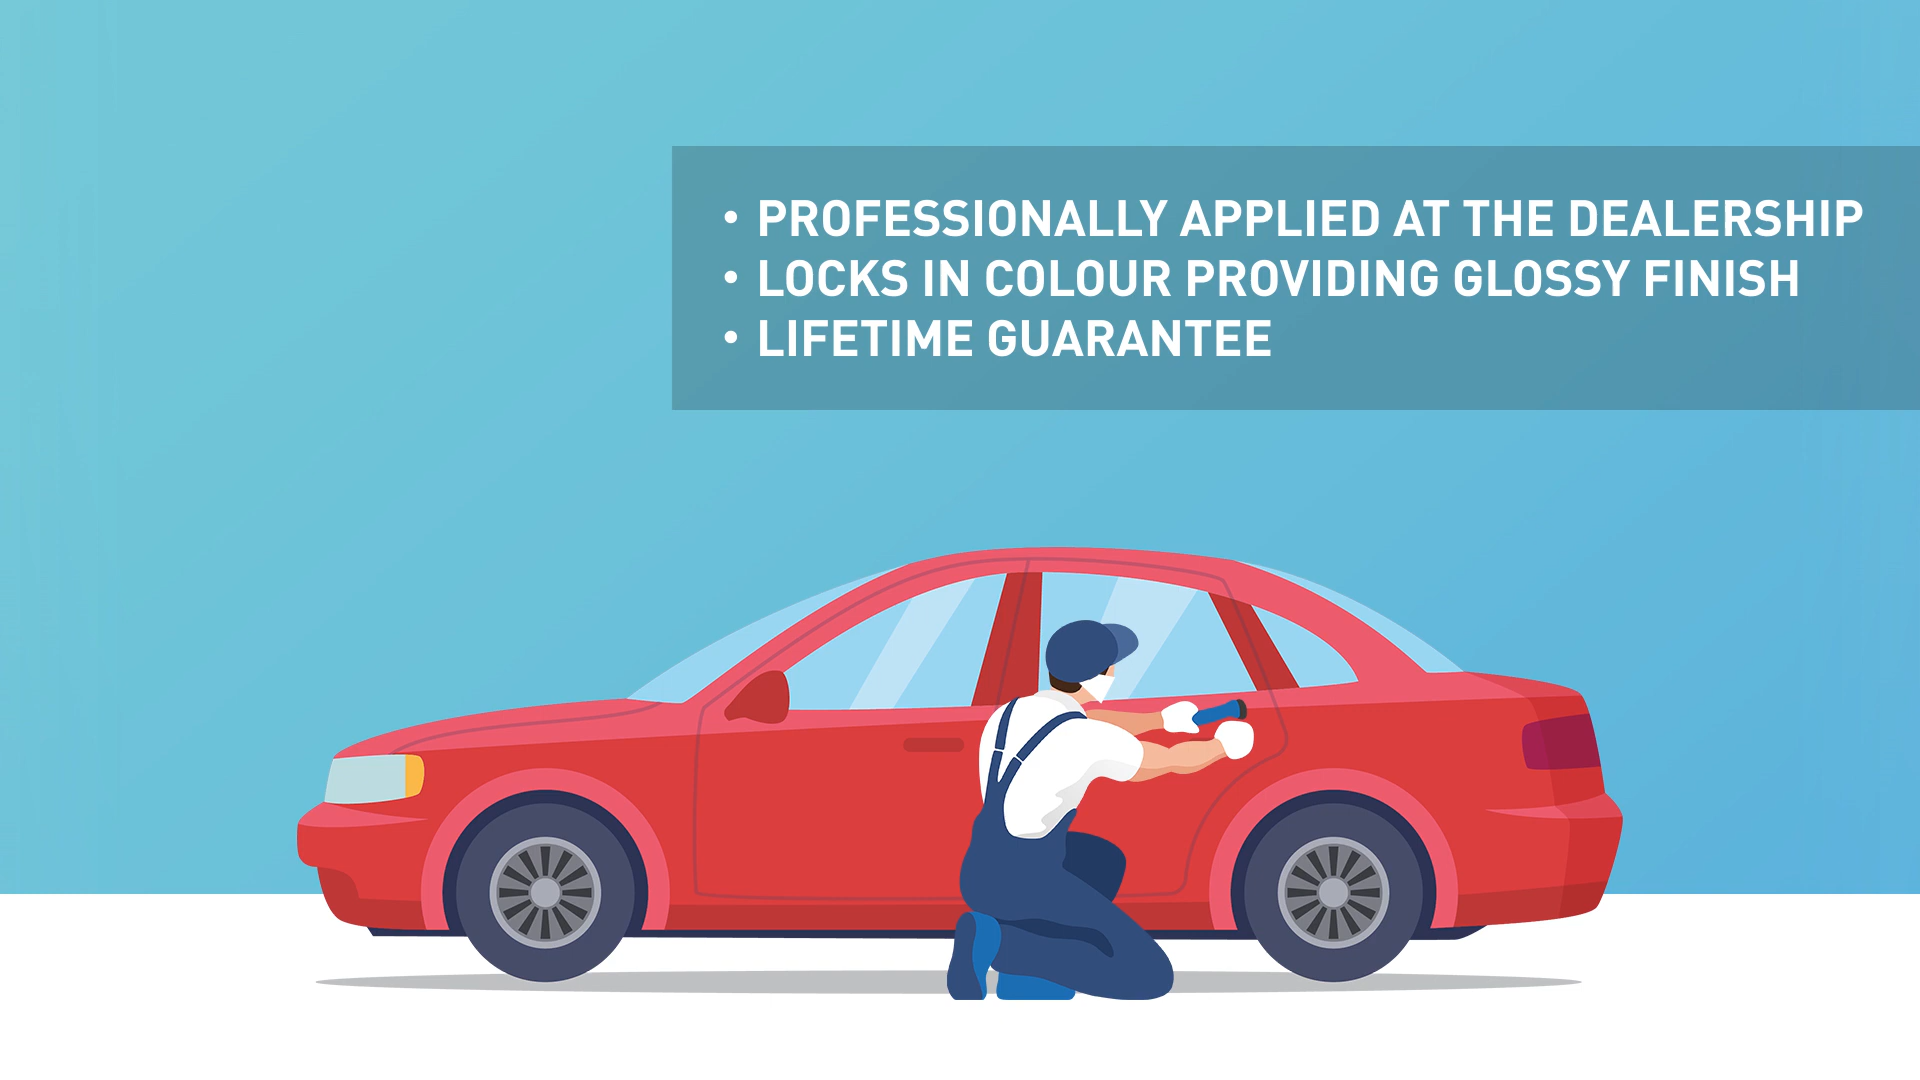 • PROFESSIONALLY APPLIED AT THE DEALERSHIP
• LOCKS IN COLOUR PROVIDING GLOSSY FINISH
• LIFETIME GUARANTEE